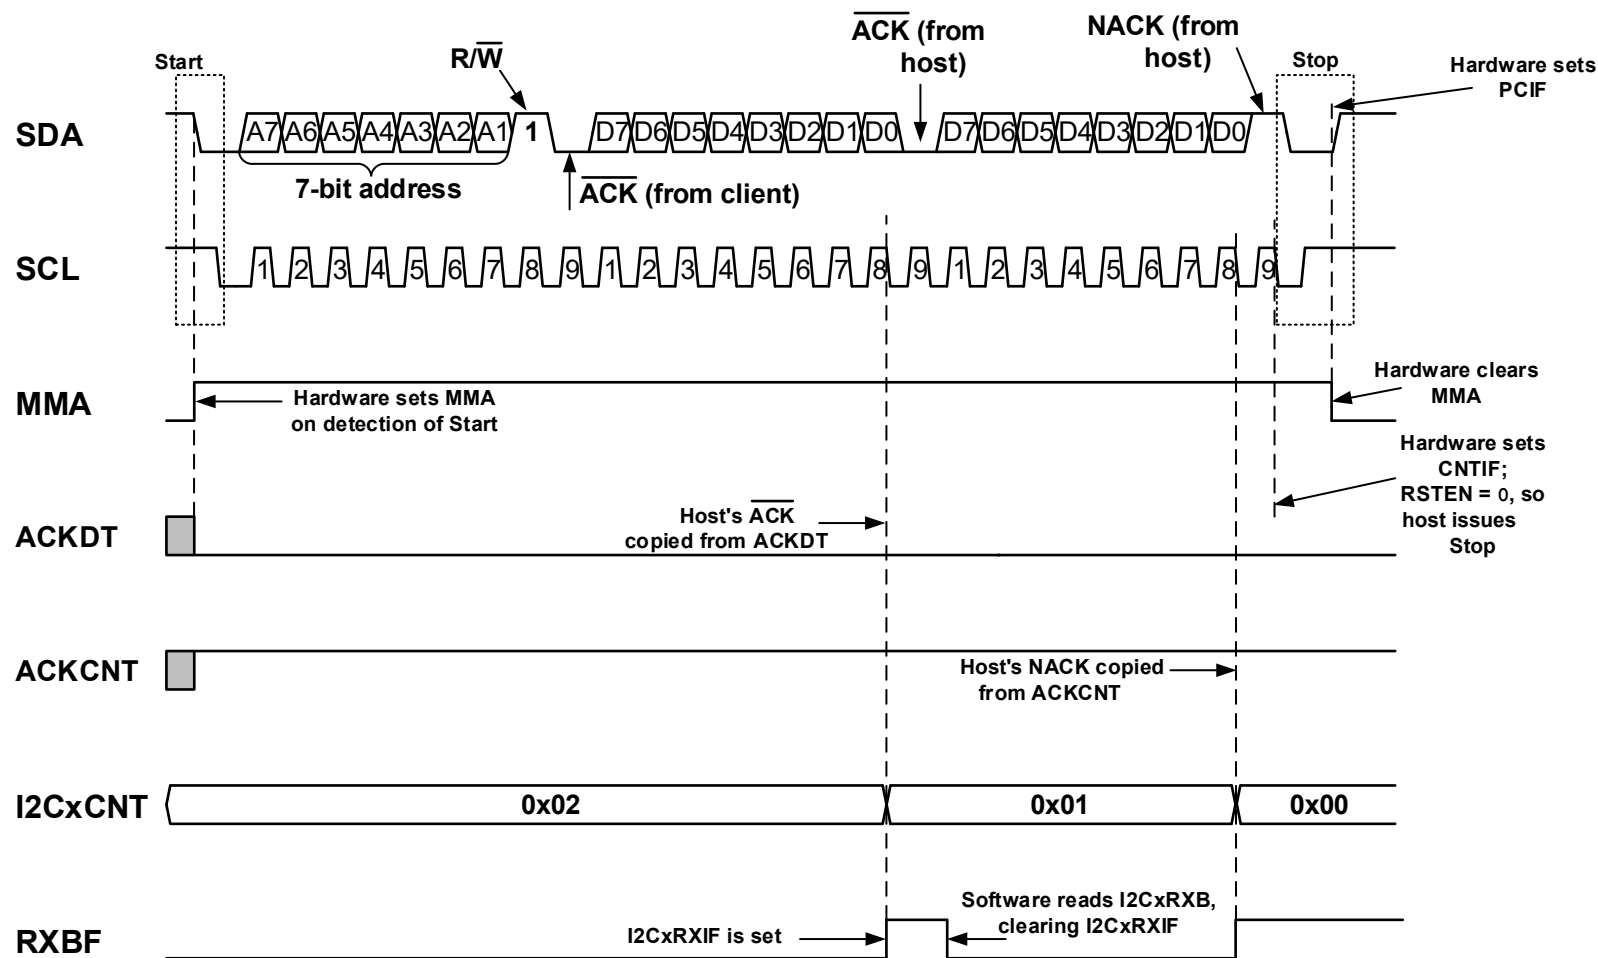 ACK (from
host)
NACK (from
host)
Start
R/W
Stop
Hardware sets
PCIF
SDA
A7 A6 A5 A4 A3 A2 A1 1 D7 D6 D5 D4 D3 D2 D1 D0 D7 D6 D5 D4 D3 D2 D1 D0
7-bit address
ACK (from client)
SCL
1 2 3 4 5 6 7 8 9 1 2 3 4 5 6 7 8 9 1 2 3 4 5 6 7 8 9
MMA
Hardware sets MMA
on detection of Start
Hardware clears
MMA
Hardware sets
CNTIF;
RSTEN = 0, so
host issues
Stop
ACKDT
Host's ACK
copied from ACKDT
ACKCNT
Host's NACK copied
from ACKCNT
I2CxCNT
0x02
0x01
0x00
RXBF
I2CxRXIF is set
Software reads I2CxRXB,
clearing I2CxRXIF